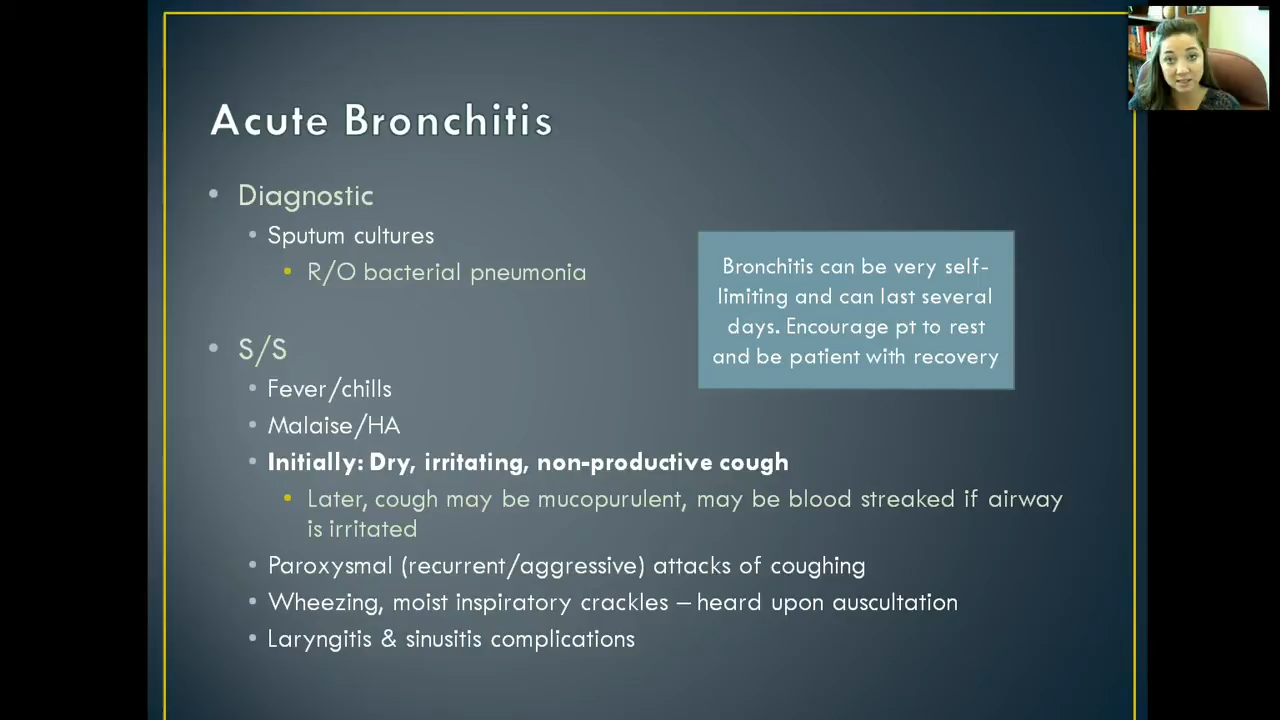 Acute Bronchitis
• Diagnostic
• Sputum cultures
• R/O bacterial pneumonia
Bronchitis can be very self-
limiting and can last several
days. Encourage pt to rest
and be patient with recovery
• S/S
• Fever/chills
• Malaise/HA
• Initially: Dry, irritating, non-productive cough
• Later, cough may be mucopurulent, may be blood streaked if airway
is irritated
• Paroxysmal (recurrent/aggressive) attacks of coughing
• Wheezing, moist inspiratory crackles – heard upon auscultation
• Laryngitis & sinusitis complications